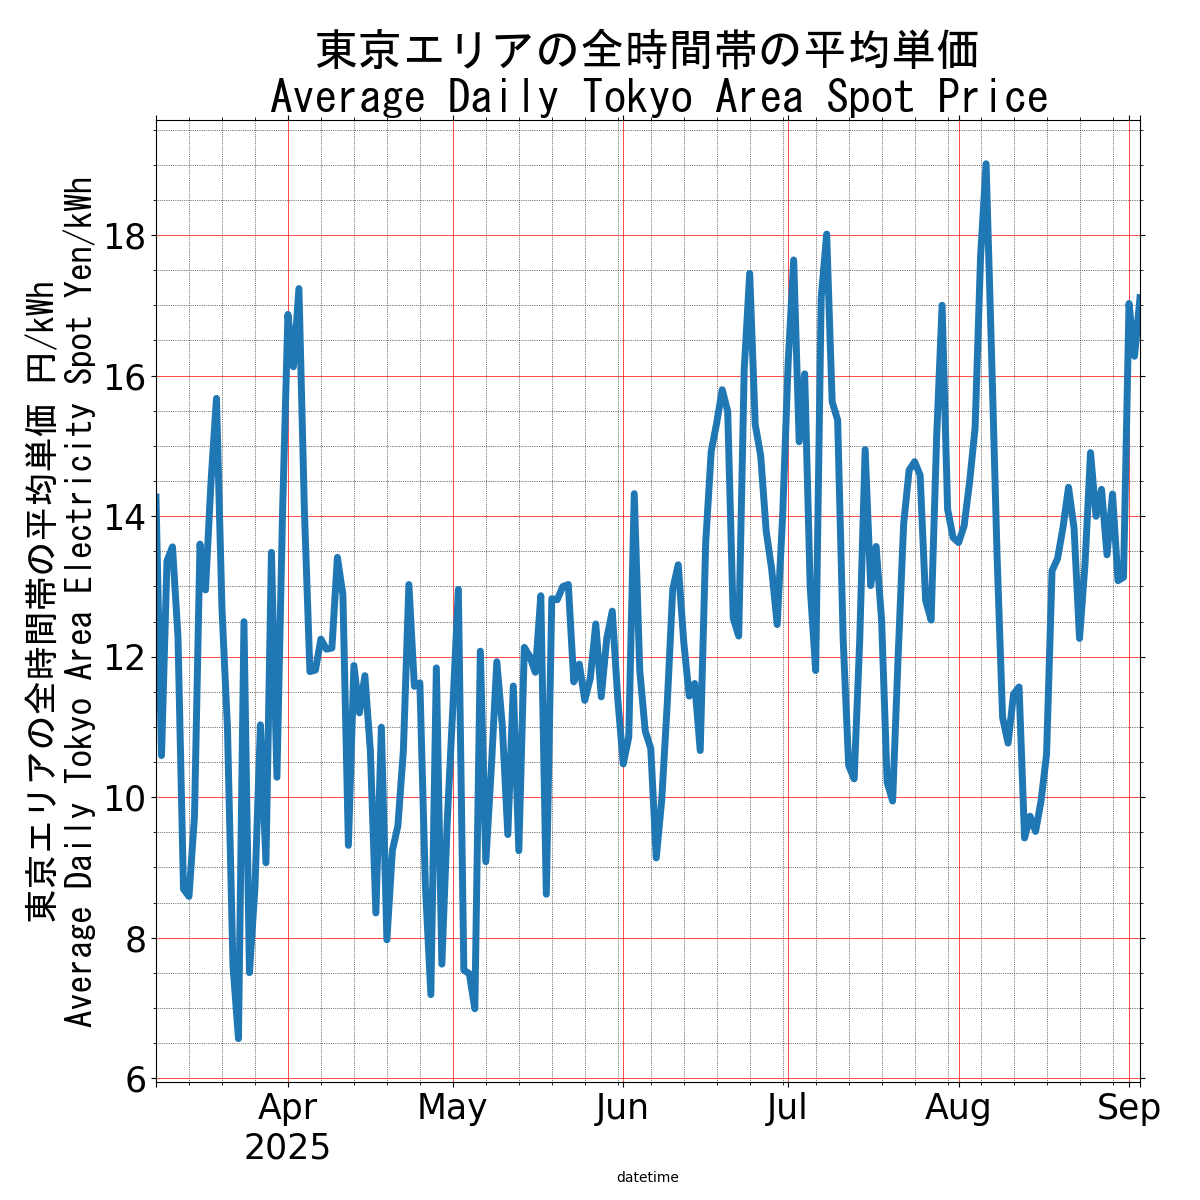 東京エリアの全時間帯の平均単価
Average Daily Tokyo Area Spot Price
東京エリアの全時間帯の平均単価 円/kWh
Average Daily Tokyo Area Electricity Spot Yen/kWh
18
16
14
12
10
8
6
Apr
2025
May
Jun
Jul
Aug
Sep
datetime